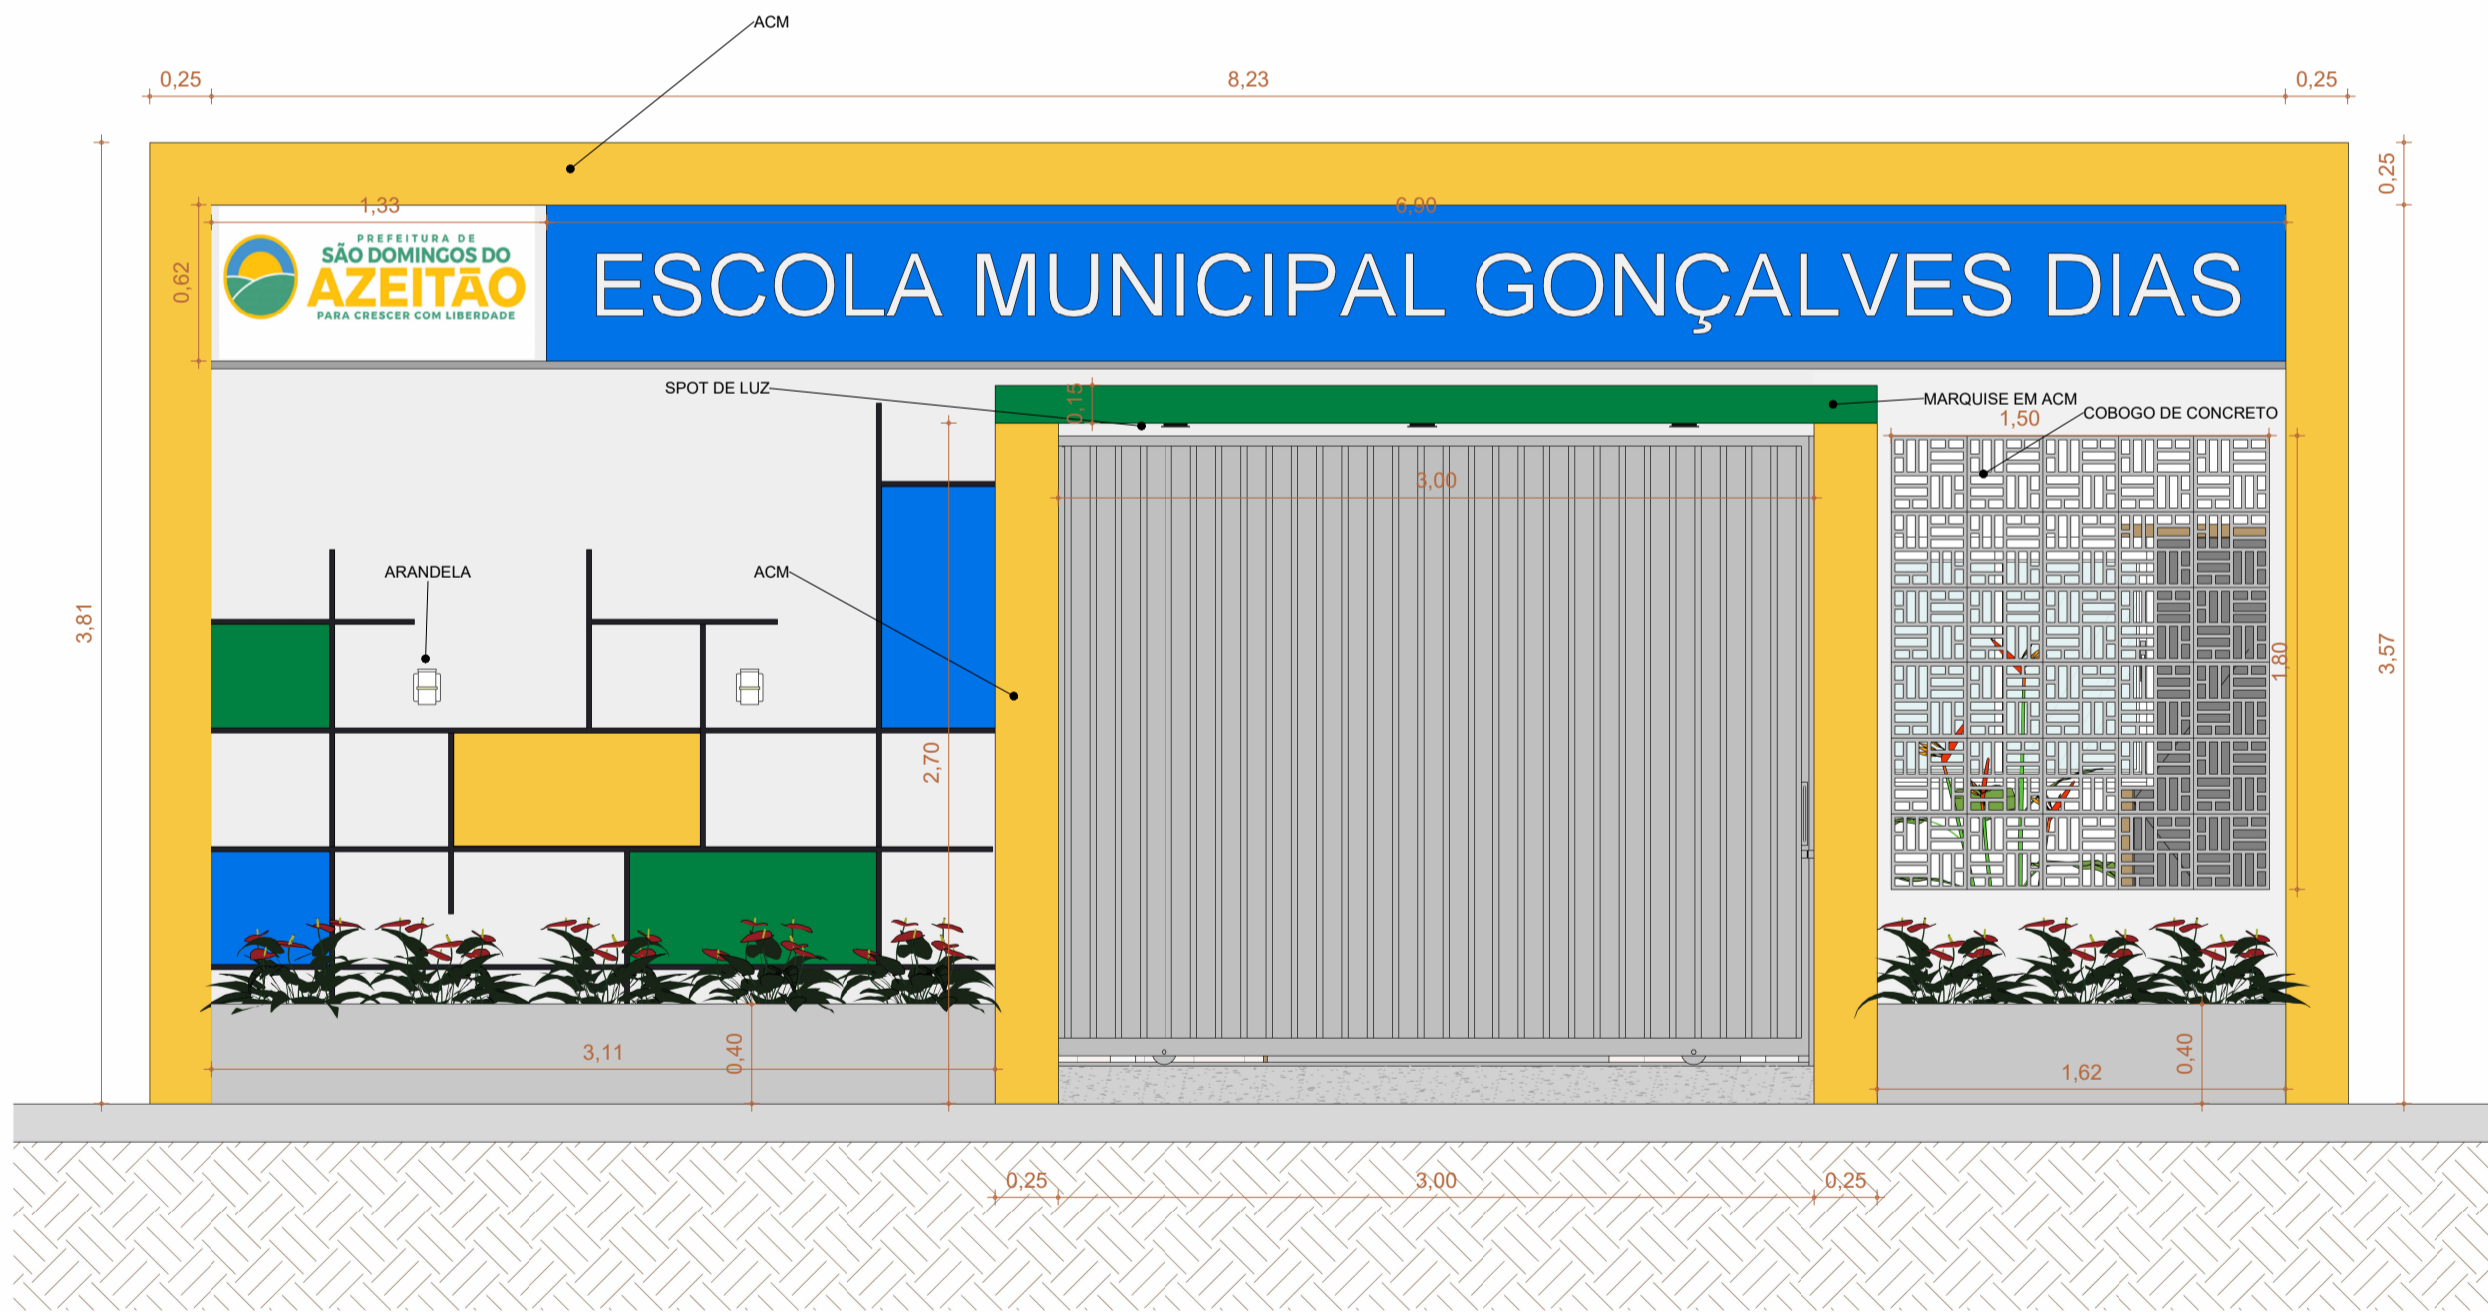 ACM
0,25
8,23
0,25
0,25
1,33
6,90
PREFEITURA DE
SÃO DOMINGOS DO
AZEITÃO
PARA CRESCER COM LIBERDADE
ESCOLA MUNICIPAL GONÇALVES DIAS
0,62
SPOT DE LUZ
0,15
MARQUISE EM ACM
COBOGO DE CONCRETO
1,50
3,00
ARANDELA
ACM
3,81
3,57
1,80
2,70
3,11
0,40
0,40
1,62
0,25
3,00
0,25